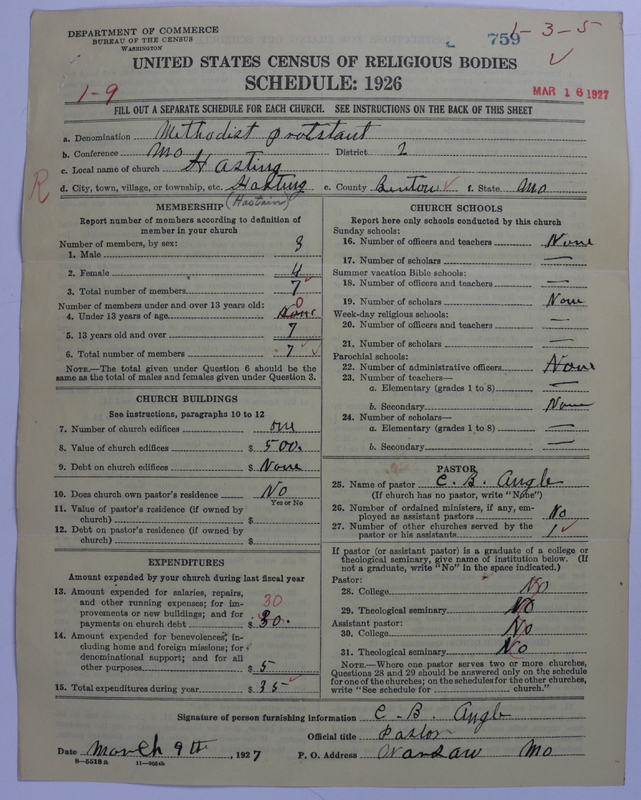 DEPARTMENT OF COMMERCE
BUREAU OF THE CENSUS
WASHINGTON
759
1-3-5
UNITED STATES CENSUS OF RELIGIOUS BODIES
SCHEDULE: 1926
1-9
MAR 16 1927
FILL OUT A SEPARATE SCHEDULE FOR EACH CHURCH. SEE INSTRUCTIONS ON THE BACK OF THIS SHEET
a. Denomination Methodist Protstant
b. Conference Mo District 2
c. Local name of church Hasting
R
d. City, town, village, or township, etc. Hasting e. County Benton f. State Mo
(Hastain)
MEMBERSHIP
Report number of members according to definition of member in your church
Number of members, by sex:
1. Male 3
2. Female 4
3. Total number of members 7
Number of members under and over 13 years old: 0
4. Under 13 years of age None
5. 13 years old and over 7
6. Total number of members 7
NOTE.—The total given under Question 6 should be the same as the total of males and females given under Question 3.
CHURCH BUILDINGS
See instructions, paragraphs 10 to 12
7. Number of church edifices one
8. Value of church edifices $ 500.
9. Debt on church edifices $ None
10. Does church own pastor's residence No
Yes or No
11. Value of pastor's residence (if owned by church) $
12. Debt on pastor's residence (if owned by church) $
EXPENDITURES
Amount expended by your church during last fiscal year
13. Amount expended for salaries, repairs, and other running expenses; for improvements or new buildings; and for payments on church debt $ 30.
30
14. Amount expended for benevolences, including home and foreign missions; for denominational support; and for all other purposes $ 5
15. Total expenditures during year $ 35
CHURCH SCHOOLS
Report here only schools conducted by this church
Sunday schools:
16. Number of officers and teachers None
17. Number of scholars —
Summer vacation Bible schools:
18. Number of officers and teachers —
19. Number of scholars None
Week-day religious schools:
20. Number of officers and teachers —
21. Number of scholars —
Parochial schools:
22. Number of administrative officers None
23. Number of teachers—
a. Elementary (grades 1 to 8) —
b. Secondary None
24. Number of scholars—
a. Elementary (grades 1 to 8) —
b. Secondary —
PASTOR
25. Name of pastor C. B. Angle
(If church has no pastor, write "None")
26. Number of ordained ministers, if any, employed as assistant pastors No
27. Number of other churches served by the pastor or his assistants 1
If pastor (or assistant pastor) is a graduate of a college or theological seminary, give name of institution below. (If not a graduate, write "No" in the space indicated.)
Pastor:
28. College No
29. Theological seminary No
Assistant pastor:
30. College No
31. Theological seminary No
NOTE.—Where one pastor serves two or more churches, Questions 28 and 29 should be answered only on the schedule for one of the churches; on the schedules for the other churches, write "See schedule for ____ church."
Signature of person furnishing information C. B. Angle
Official title Pastor
Date March 9th, 1927 P. O. Address Warsaw Mo
8-5518a 11-9054b